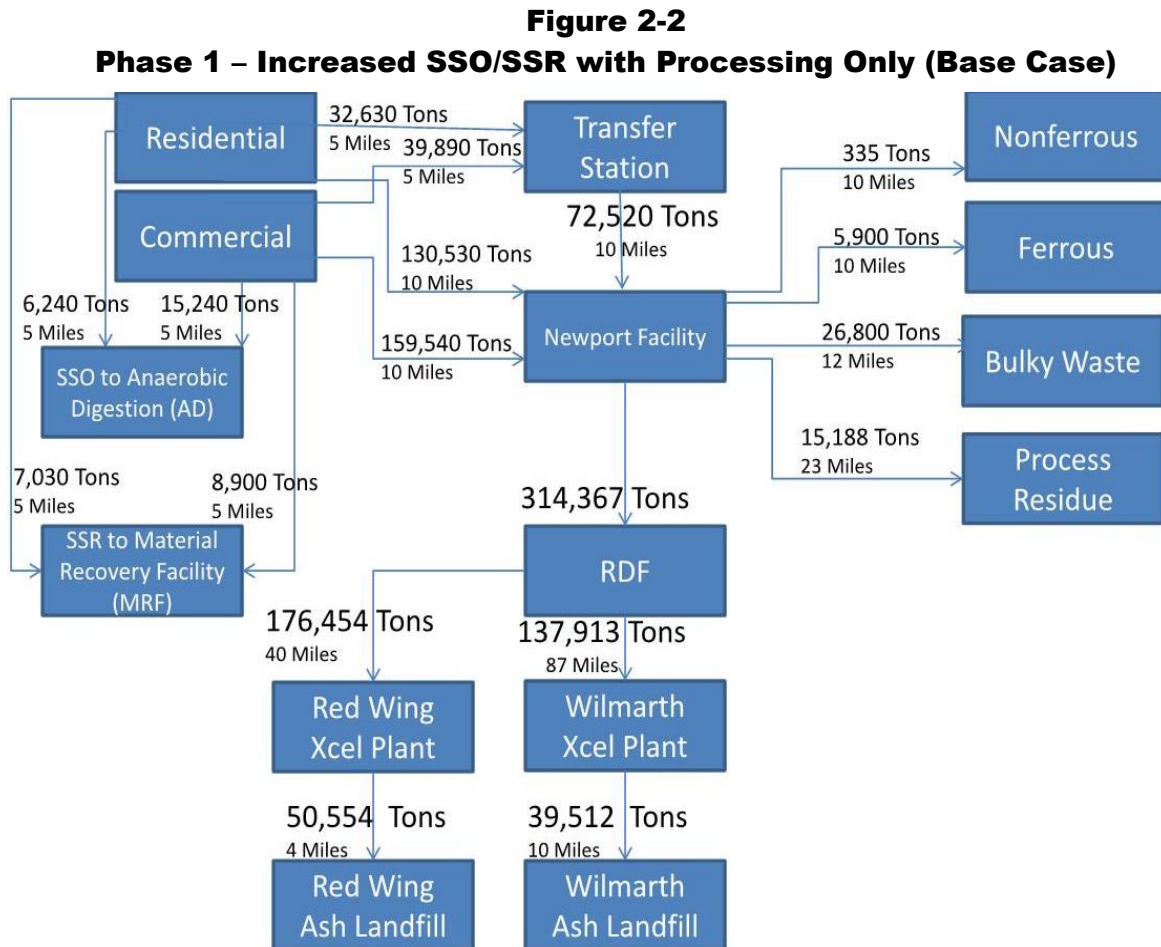 Figure 2-2
Phase 1 – Increased SSO/SSR with Processing Only (Base Case)
Residential
32,630 Tons
5 Miles
39,890 Tons
5 Miles
Transfer
Station
335 Tons
10 Miles
Nonferrous
Commercial
72,520 Tons
10 Miles
5,900 Tons
10 Miles
Ferrous
130,530 Tons
10 Miles
6,240 Tons
5 Miles
15,240 Tons
5 Miles
159,540 Tons
10 Miles
Newport Facility
26,800 Tons
12 Miles
Bulky Waste
SSO to Anaerobic
Digestion (AD)
15,188 Tons
23 Miles
Process
Residue
7,030 Tons
5 Miles
8,900 Tons
5 Miles
314,367 Tons
SSR to Material
Recovery Facility
(MRF)
RDF
176,454 Tons
40 Miles
137,913 Tons
87 Miles
Red Wing
Xcel Plant
Wilmarth
Xcel Plant
50,554 Tons
4 Miles
39,512 Tons
10 Miles
Red Wing
Ash Landfill
Wilmarth
Ash Landfill